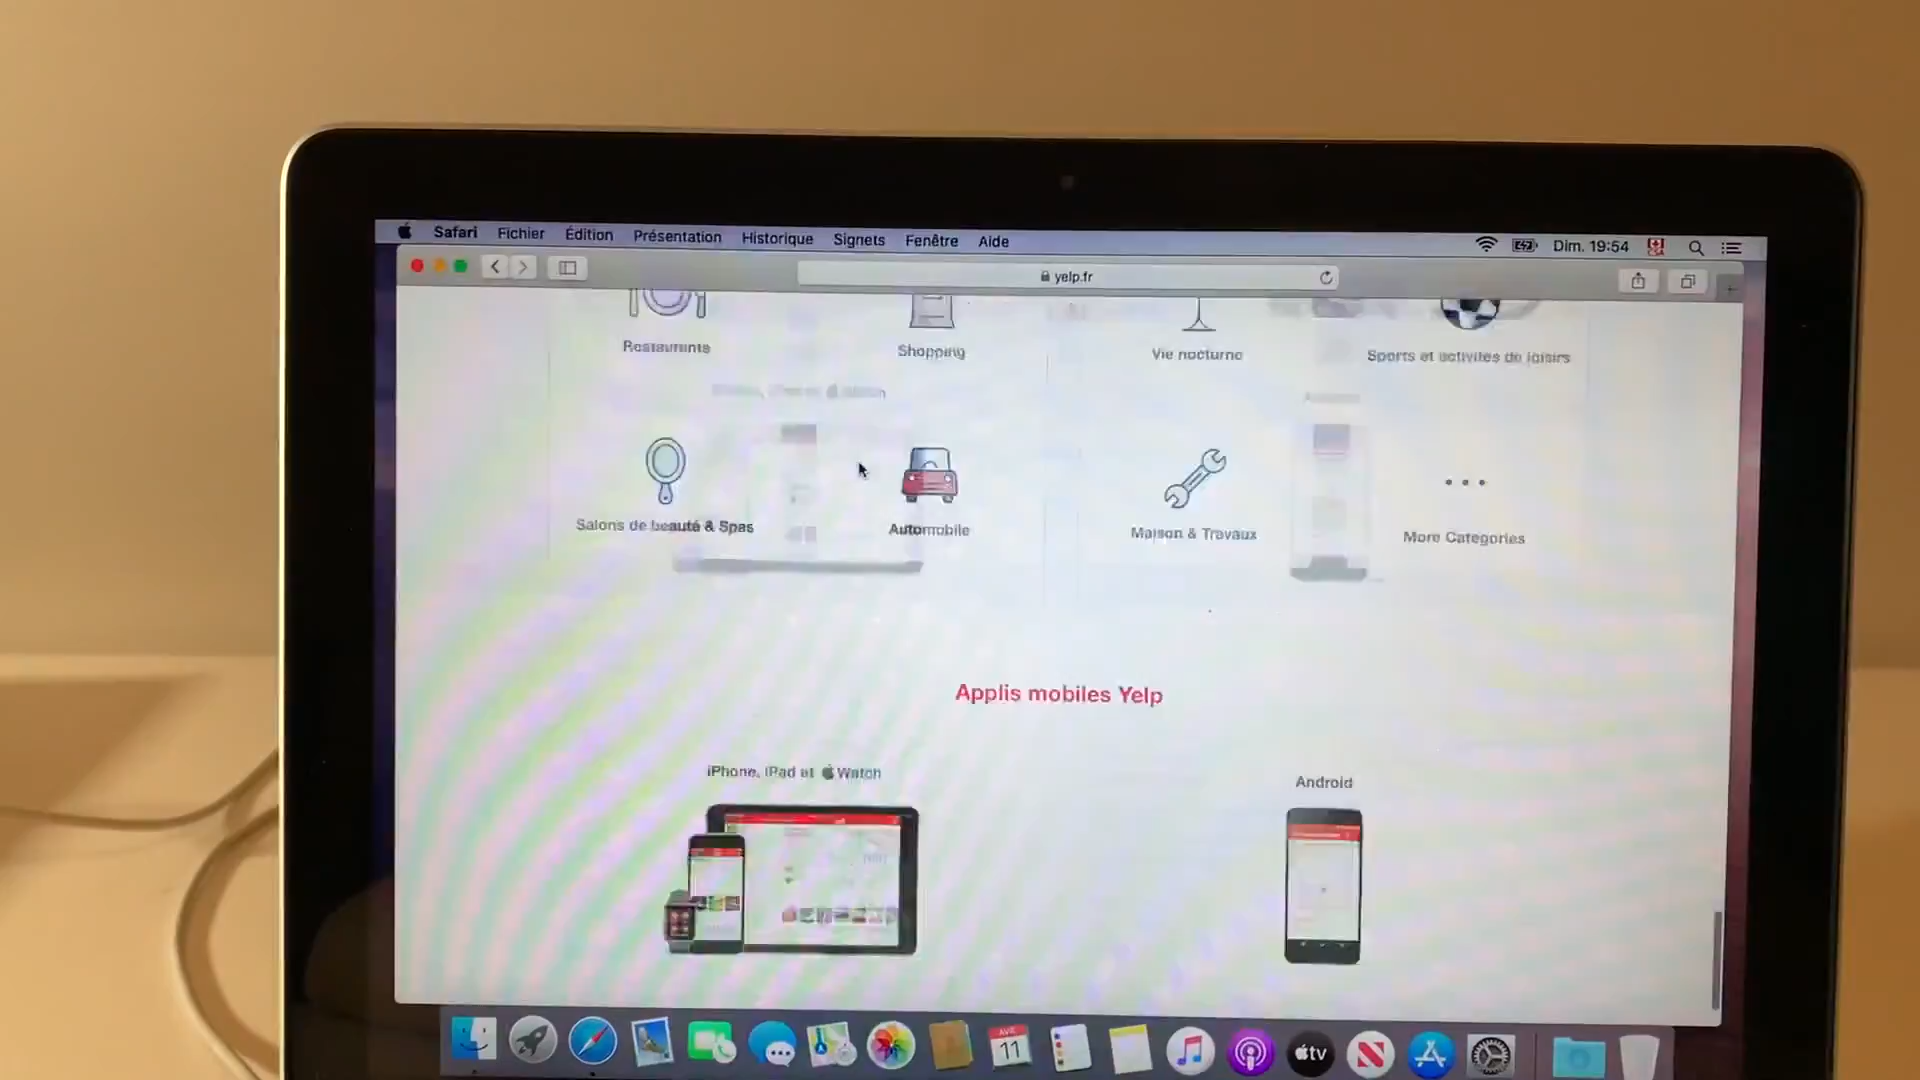 Safari Fichier Édition Présentation Historique Signets Fenêtre Aide Dim. 19:54
yelp.fr
Restaurants Shopping Vie nocturne Sports et activités de loisirs
Salons de beauté & Spas Automobile Maison & Travaux More Categories
Applis mobiles Yelp
iPhone, iPad et Watch Android
11 tv